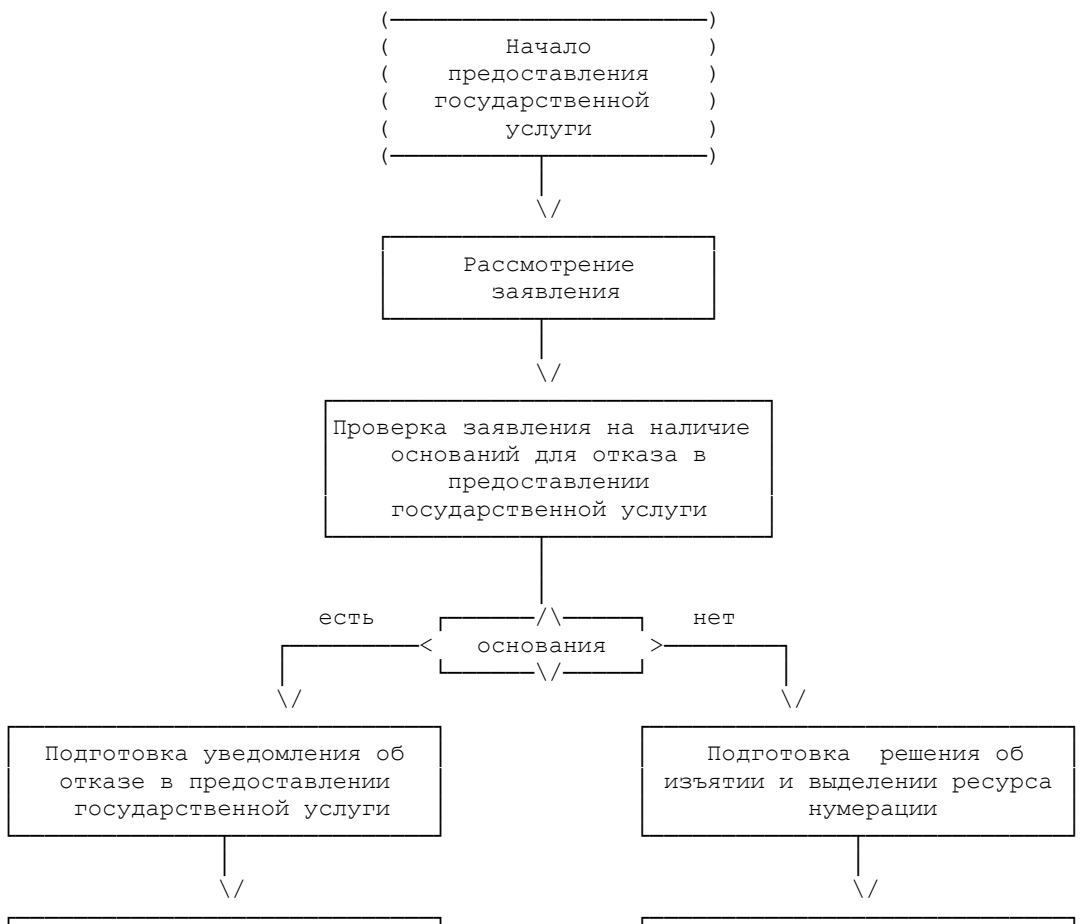 Начало
предоставления
государственной
услуги
Рассмотрение
заявления
Проверка заявления на наличие
оснований для отказа в
предоставлении
государственной услуги
есть
нет
основания
Подготовка уведомления об
отказе в предоставлении
государственной услуги
Подготовка решения об
изъятии и выделении ресурса
нумерации